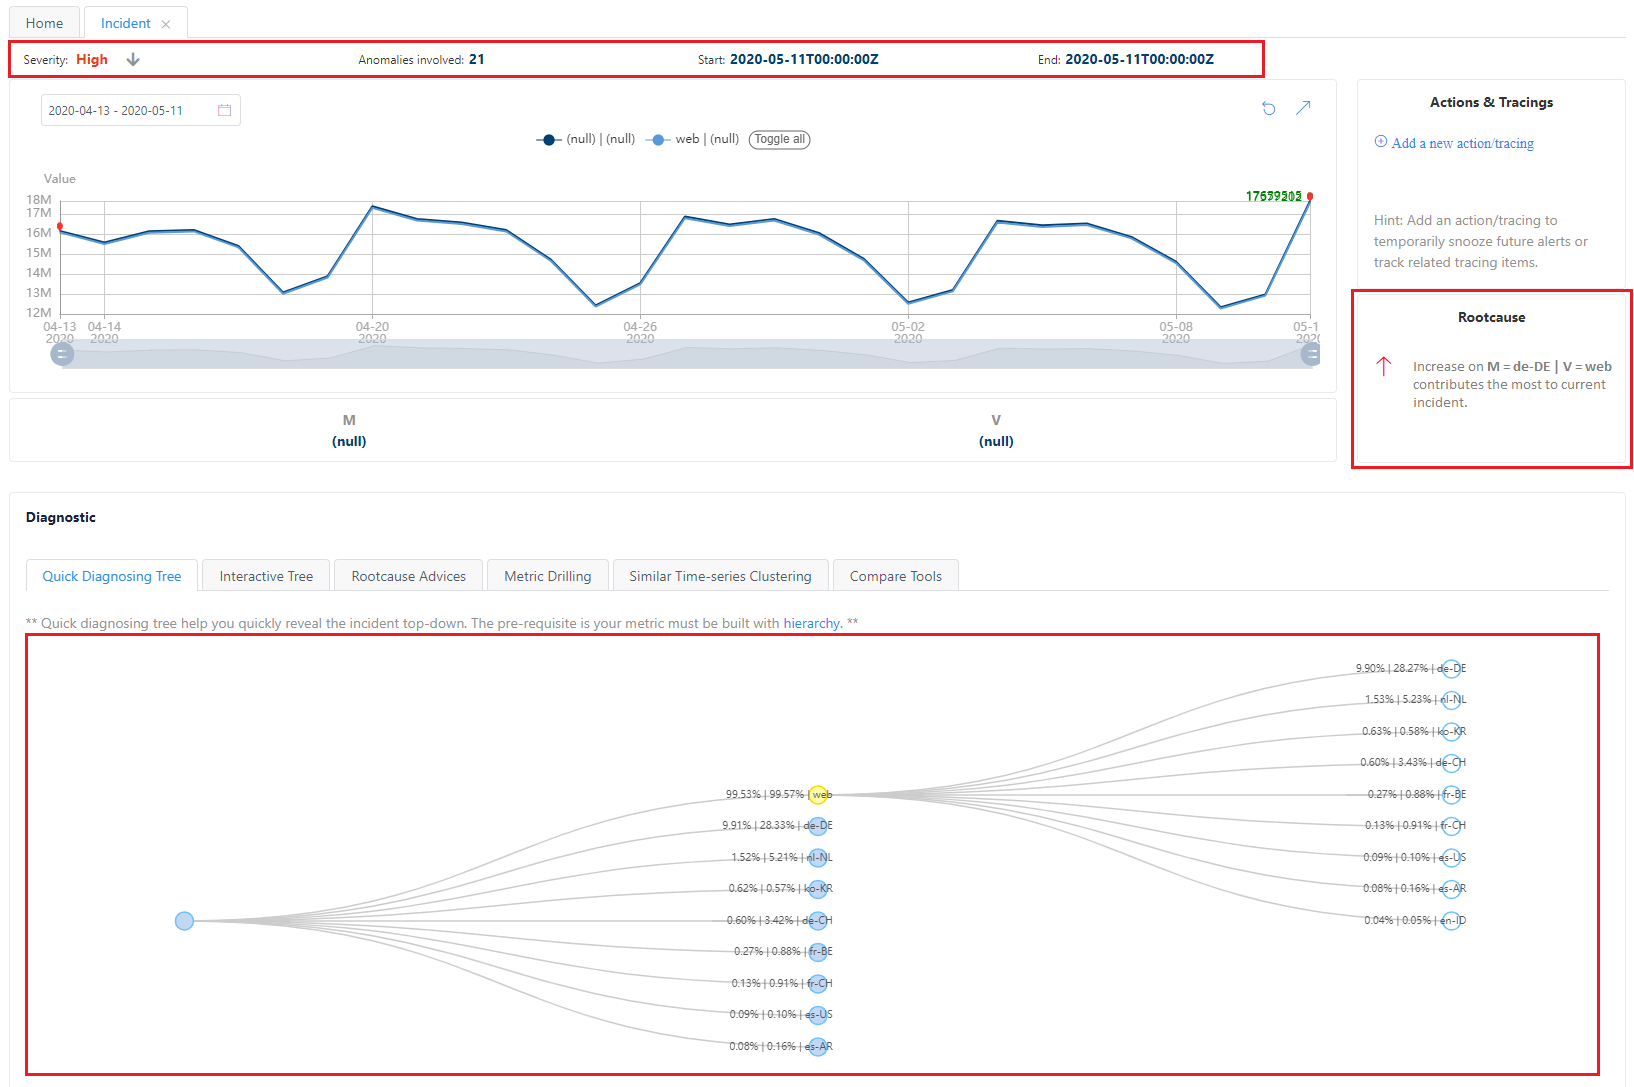 Home
Incident
Severity: High
Anomalies involved: 21
Start: 2020-05-11T00:00:00Z
End: 2020-05-11T00:00:00Z
2020-04-13 - 2020-05-11
(null) | (null)
web | (null)
Toggle all
Value
18M
17M
16M
15M
14M
13M
12M
04-13
2020
04-14
2020
04-20
2020
04-26
2020
05-02
2020
05-08
2020
05-1
202
M
(null)
V
(null)
Actions & Tracings
Add a new action/tracing
Hint: Add an action/tracing to
temporarily snooze future alerts or
track related tracing items.
Rootcause
Increase on M = de-DE | V = web
contributes the most to current
incident.
Diagnostic
Quick Diagnosing Tree
Interactive Tree
Rootcause Advices
Metric Drilling
Similar Time-series Clustering
Compare Tools
** Quick diagnosing tree help you quickly reveal the incident top-down. The pre-requisite is your metric must be built with hierarchy. **
99.53% | 99.57% | web
9.91% | 28.33% | de-DE
1.52% | 5.21% | nl-NL
0.62% | 0.57% | ko-KR
0.60% | 3.42% | de-CH
0.27% | 0.88% | fr-BE
0.13% | 0.91% | fr-CH
0.09% | 0.10% | es-US
0.08% | 0.16% | es-AR
9.90% | 28.27% | de-DE
1.53% | 5.23% | nl-NL
0.63% | 0.58% | ko-KR
0.60% | 3.43% | de-CH
0.27% | 0.88% | fr-BE
0.13% | 0.91% | fr-CH
0.09% | 0.10% | es-US
0.08% | 0.16% | es-AR
0.04% | 0.05% | en-ID